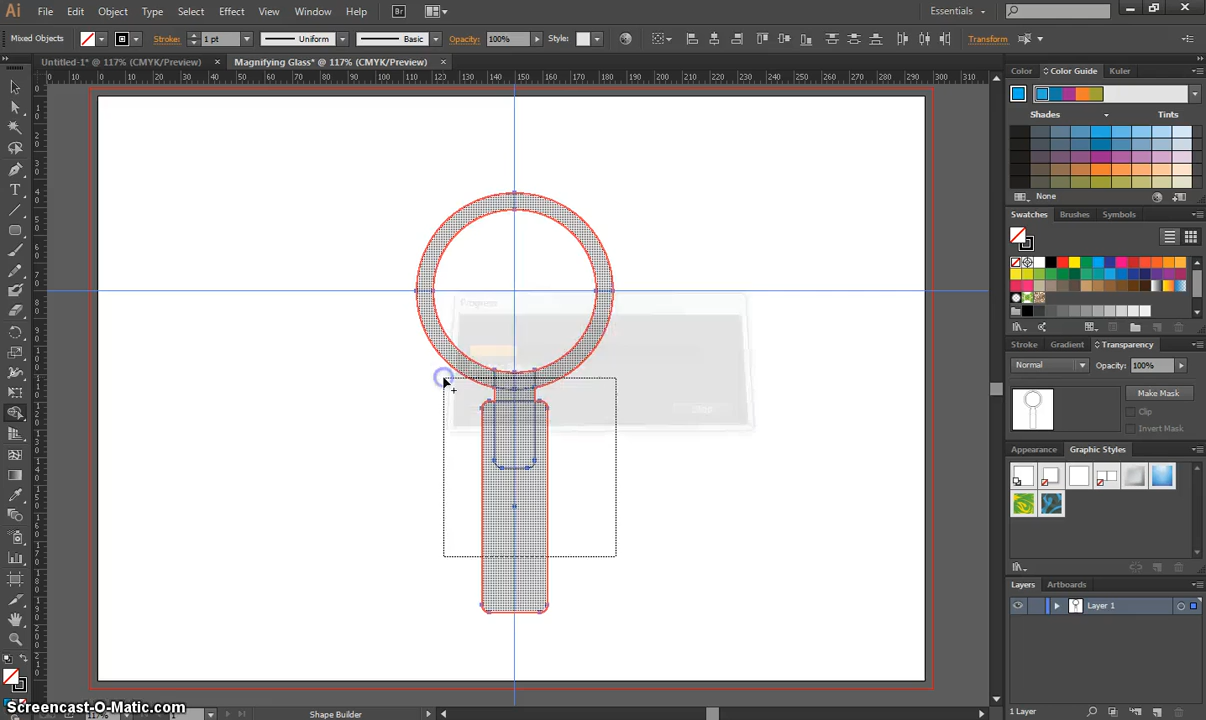 Ai File Edit Object Type Select Effect View Window Help Br Essentials
Mixed Objects Stroke: 1 pt Uniform Basic Opacity: 100% Style: Transform
Untitled-1* @ 117% (CMYK/Preview) × Magnifying Glass* @ 117% (CMYK/Preview) ×
Color Color Guide Kuler
Shades Tints
None
Swatches Brushes Symbols
Progress
Stroke Gradient Transparency
Normal Opacity: 100%
Make Mask
Clip
Invert Mask
Appearance Graphic Styles
Layers Artboards
Layer 1
1 Layer
117% 1 Shape Builder
Screencast-O-Matic.com